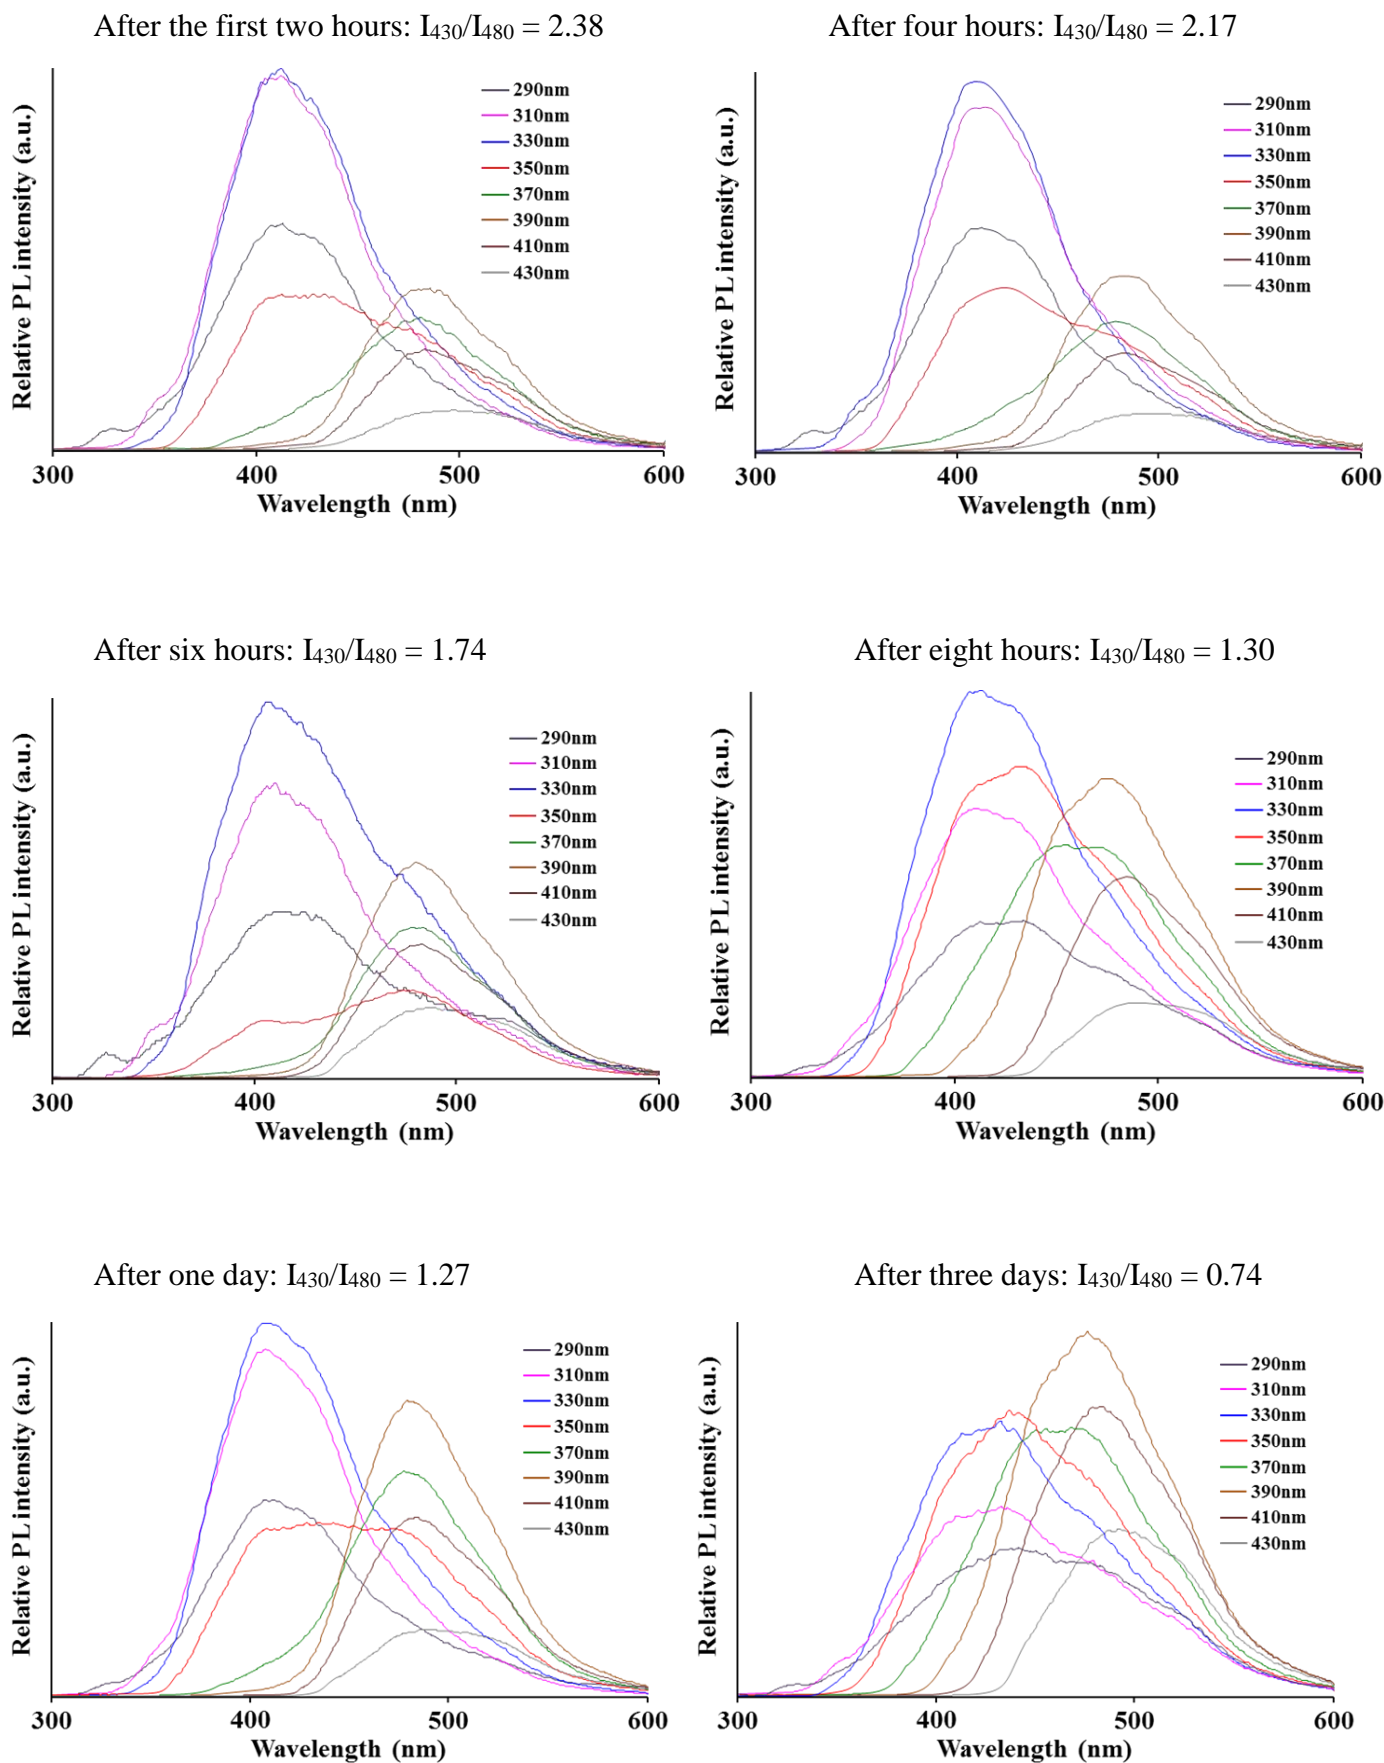 After the first two hours: I430/I480 = 2.38
Relative PL intensity (a.u.)
290nm
310nm
330nm
350nm
370nm
390nm
410nm
430nm
300 400 500 600
Wavelength (nm)
After four hours: I430/I480 = 2.17
Relative PL intensity (a.u.)
290nm
310nm
330nm
350nm
370nm
390nm
410nm
430nm
300 400 500 600
Wavelength (nm)
After six hours: I430/I480 = 1.74
Relative PL intensity (a.u.)
290nm
310nm
330nm
350nm
370nm
390nm
410nm
430nm
300 400 500 600
Wavelength (nm)
After eight hours: I430/I480 = 1.30
Relative PL intensity (a.u.)
290nm
310nm
330nm
350nm
370nm
390nm
410nm
430nm
300 400 500 600
Wavelength (nm)
After one day: I430/I480 = 1.27
Relative PL intensity (a.u.)
290nm
310nm
330nm
350nm
370nm
390nm
410nm
430nm
300 400 500 600
Wavelength (nm)
After three days: I430/I480 = 0.74
Relative PL intensity (a.u.)
290nm
310nm
330nm
350nm
370nm
390nm
410nm
430nm
300 400 500 600
Wavelength (nm)